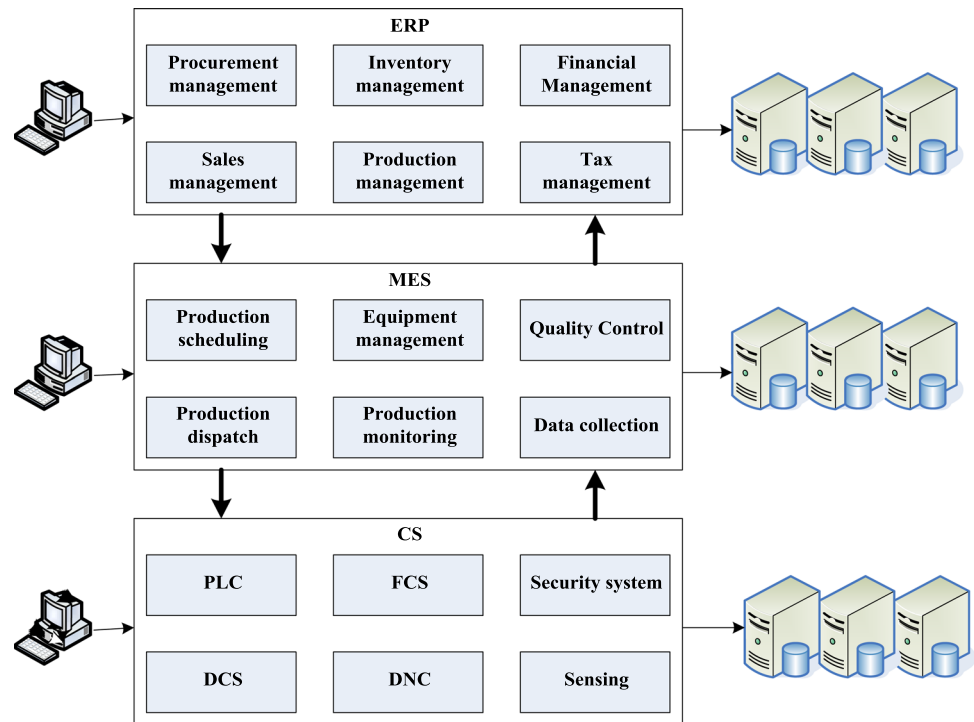 ERP
Procurement
management
Inventory
management
Financial
Management
Sales
management
Production
management
Tax
management
MES
Production
scheduling
Equipment
management
Quality Control
Production
dispatch
Production
monitoring
Data collection
CS
PLC
FCS
Security system
DCS
DNC
Sensing